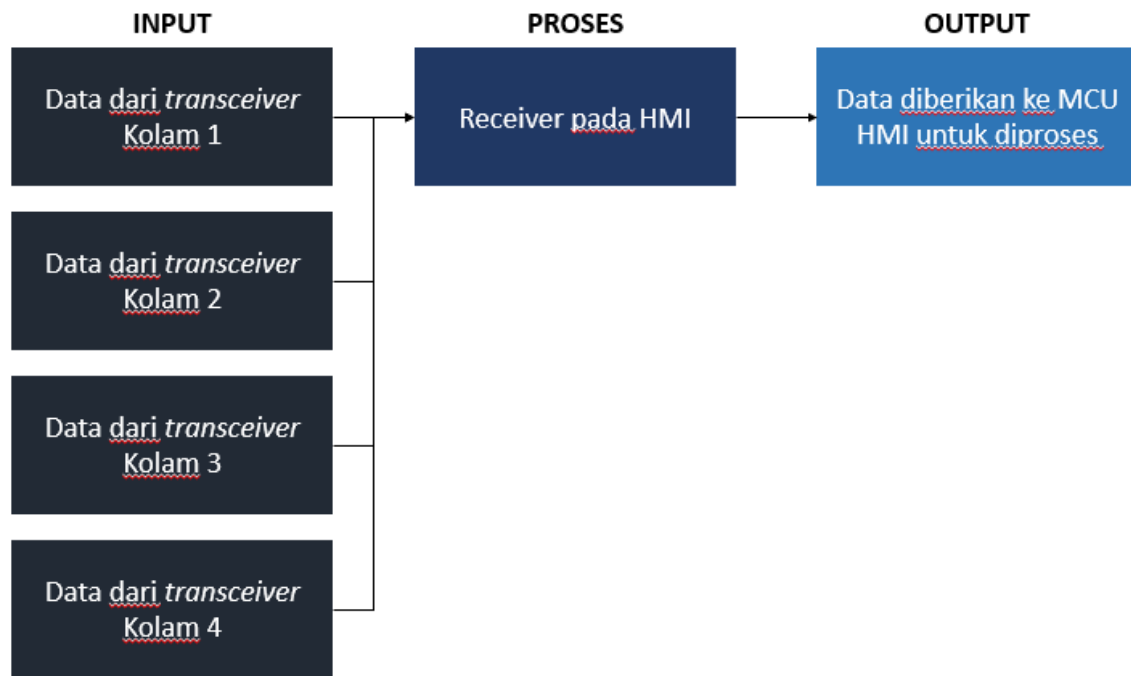 INPUT
PROSES
OUTPUT
Data dari transceiver
Kolam 1
Receiver pada HMI
Data diberikan ke MCU
HMI untuk diproses
Data dari transceiver
Kolam 2
Data dari transceiver
Kolam 3
Data dari transceiver
Kolam 4